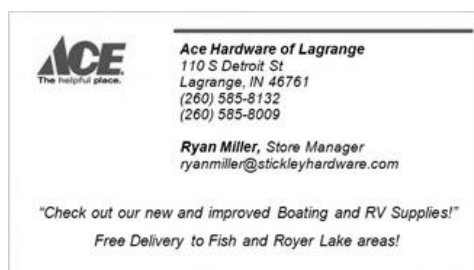 ACE
The helpful place.
Ace Hardware of Lagrange
110 S Detroit St
Lagrange, IN 46761
(260) 585-8132
(260) 585-8009
Ryan Miller, Store Manager
ryanmiller@stickleyhardware.com
“Check out our new and improved Boating and RV Supplies!”
Free Delivery to Fish and Royer Lake areas!